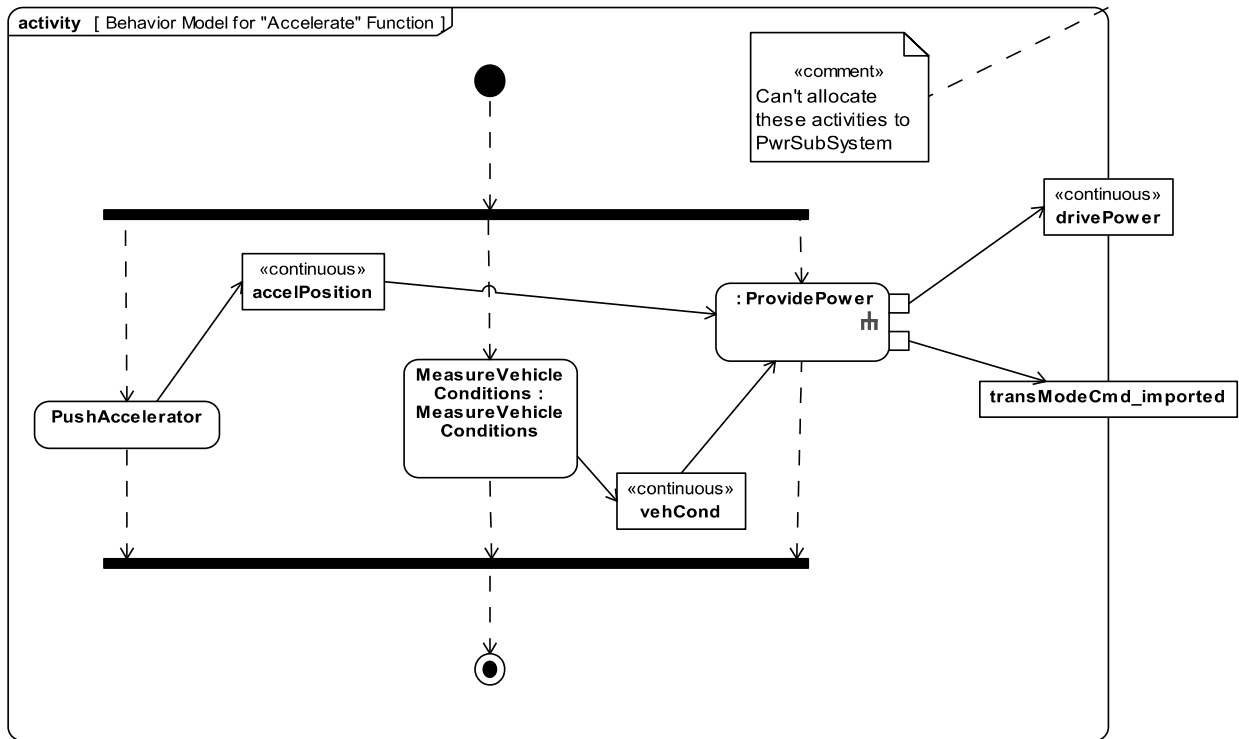 activity [ Behavior Model for "Accelerate" Function ]
«comment»
Can't allocate
these activities to
PwrSubSystem
«continuous»
drivePower
«continuous»
accelPosition
: ProvidePower
MeasureVehicle
Conditions :
MeasureVehicle
Conditions
PushAccelerator
transModeCmd_imported
«continuous»
vehCond